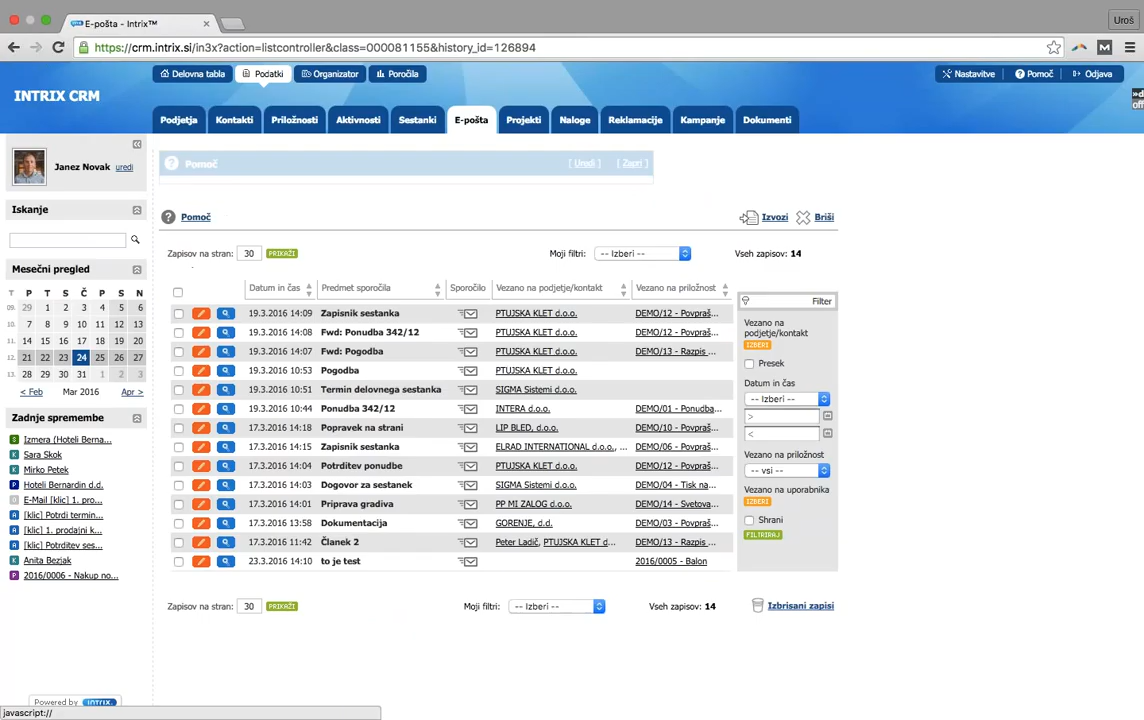 E-pošta - Intrix™
Uroš
https://crm.intrix.si/in3x?action=listcontroller&class=000081155&history_id=126894
Delovna tabla Podatki Organizator Poročila
Nastavitve Pomoč Odjava
INTRIX CRM
Podjetja Kontakti Priložnosti Aktivnosti Sestanki E-pošta Projekti Naloge Reklamacije Kampanje Dokumenti
»d
off
Janez Novak uredi
Iskanje
Mesečni pregled
T P T S Č P S N
09. 29 1 2 3 4 5 6
10. 7 8 9 10 11 12 13
11. 14 15 16 17 18 19 20
12. 21 22 23 24 25 26 27
13. 28 29 30 31 1 2 3
< Feb Mar 2016 Apr >
Zadnje spremembe
S Izmera (Hoteli Berna...
K Sara Skok
K Mirko Petek
K Hoteli Bernardin d.d.
O E-Mail [klic] 1. pro...
A [klic] Potrdi termin...
A [klic] 1. prodajni k...
A [klic] Potrditev ses...
K Anita Bezjak
P 2016/0006 - Nakup no...
Powered by INTRIX.
javascript://
Pomoč [ Uredi ] [ Zapri ]
Pomoč
Izvozi Briši
Zapisov na stran: 30 PRIKAŽI Moji filtri: -- Izberi -- Vseh zapisov: 14
Datum in čas Predmet sporočila Sporočilo Vezano na podjetje/kontakt Vezano na priložnost
19.3.2016 14:09 Zapisnik sestanka PTUJSKA KLET d.o.o. DEMO/12 - Povpraš...
19.3.2016 14:08 Fwd: Ponudba 342/12 PTUJSKA KLET d.o.o. DEMO/12 - Povpraš...
19.3.2016 14:07 Fwd: Pogodba PTUJSKA KLET d.o.o. DEMO/13 - Razpis ...
19.3.2016 10:53 Pogodba PTUJSKA KLET d.o.o.
19.3.2016 10:51 Termin delovnega sestanka SIGMA Sistemi d.o.o.
19.3.2016 10:44 Ponudba 342/12 INTERA d.o.o. DEMO/01 - Ponudba...
17.3.2016 14:18 Popravek na strani LIP BLED, d.o.o. DEMO/10 - Povpraš...
17.3.2016 14:15 Zapisnik sestanka ELRAD INTERNATIONAL d.o.o., ... DEMO/06 - Povpraš...
17.3.2016 14:04 Potrditev ponudbe PTUJSKA KLET d.o.o. DEMO/12 - Povpraš...
17.3.2016 14:03 Dogovor za sestanek SIGMA Sistemi d.o.o. DEMO/04 - Tisk na...
17.3.2016 14:01 Priprava gradiva PP MI ZALOG d.o.o. DEMO/14 - Svetova...
17.3.2016 13:58 Dokumentacija GORENJE, d.d. DEMO/03 - Povpraš...
17.3.2016 11:42 Članek 2 Peter Ladič, PTUJSKA KLET d... DEMO/13 - Razpis ...
23.3.2016 14:10 to je test 2016/0005 - Balon
Zapisov na stran: 30 PRIKAŽI Moji filtri: -- Izberi -- Vseh zapisov: 14
Filter
Vezano na
podjetje/kontakt
IZBERI
Presek
Datum in čas
-- Izberi --
>
<
Vezano na priložnost
-- vsi --
Vezano na uporabnika
IZBERI
Shrani
FILTRIRAJ
Izbrisani zapisi